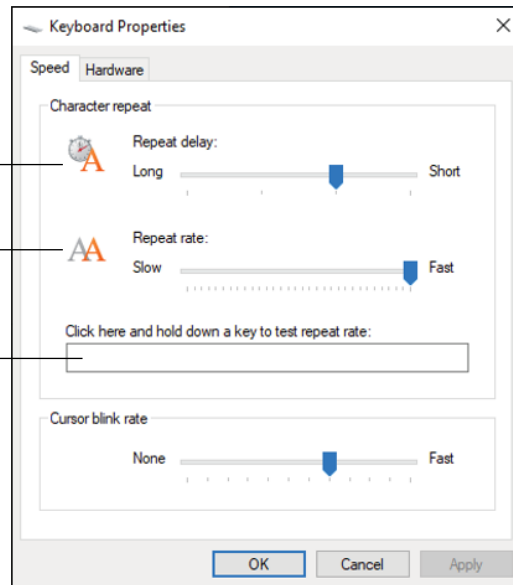 Keyboard Properties
Speed Hardware
Character repeat
Repeat delay:
Long Short
Repeat rate:
Slow Fast
Click here and hold down a key to test repeat rate:
Cursor blink rate
None Fast
OK Cancel Apply